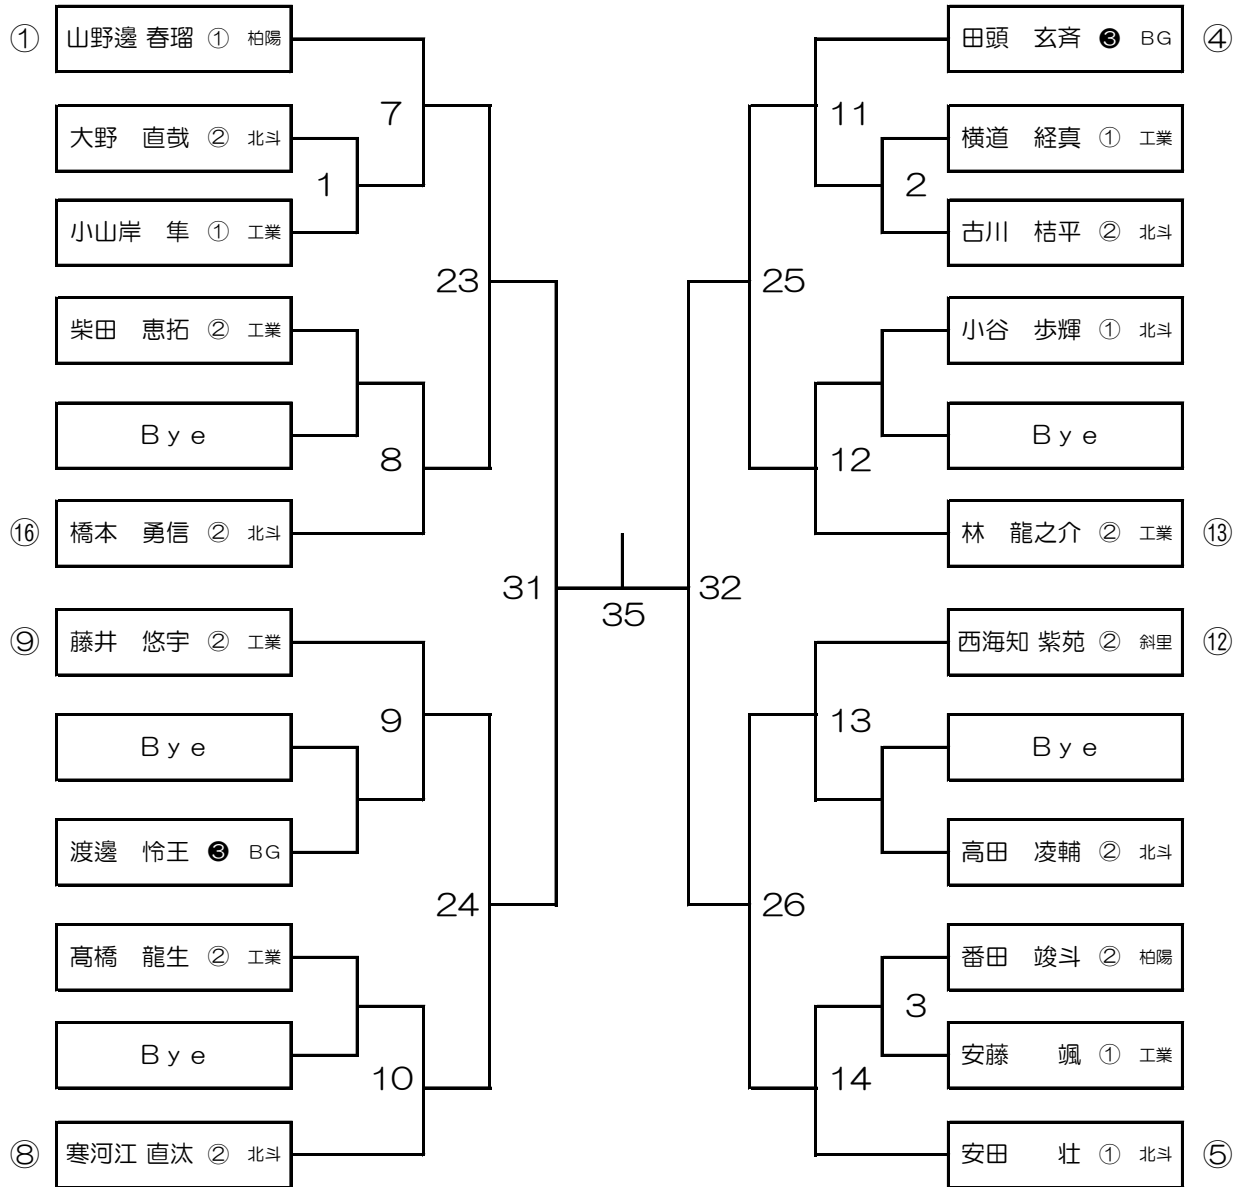 ① 山野邊 春瑠 ① 柏陽
大野 直哉 ② 北斗
小山岸 隼 ① 工業
柴田 恵拓 ② 工業
Bye
⑯ 橋本 勇信 ② 北斗
⑨ 藤井 悠宇 ② 工業
Bye
渡邊 怜王 ❸ BG
髙橋 龍生 ② 工業
Bye
⑧ 寒河江 直汰 ② 北斗
7
1
23
8
31
9
24
10
35
田頭 玄斉 ❸ BG ④
横道 経真 ① 工業
古川 桔平 ② 北斗
小谷 歩輝 ① 北斗
Bye
林 龍之介 ② 工業 ⑬
西海知 紫苑 ② 斜里 ⑫
Bye
高田 凌輔 ② 北斗
番田 竣斗 ② 柏陽
安藤 颯 ① 工業
安田 壮 ① 北斗 ⑤
11
2
25
12
32
13
26
3
14